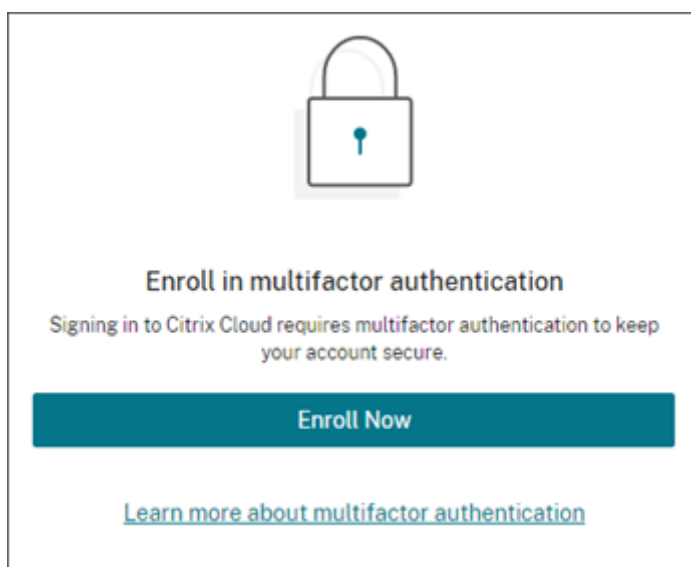 Enroll in multifactor authentication
Signing in to Citrix Cloud requires multifactor authentication to keep
your account secure.
Enroll Now
Learn more about multifactor authentication